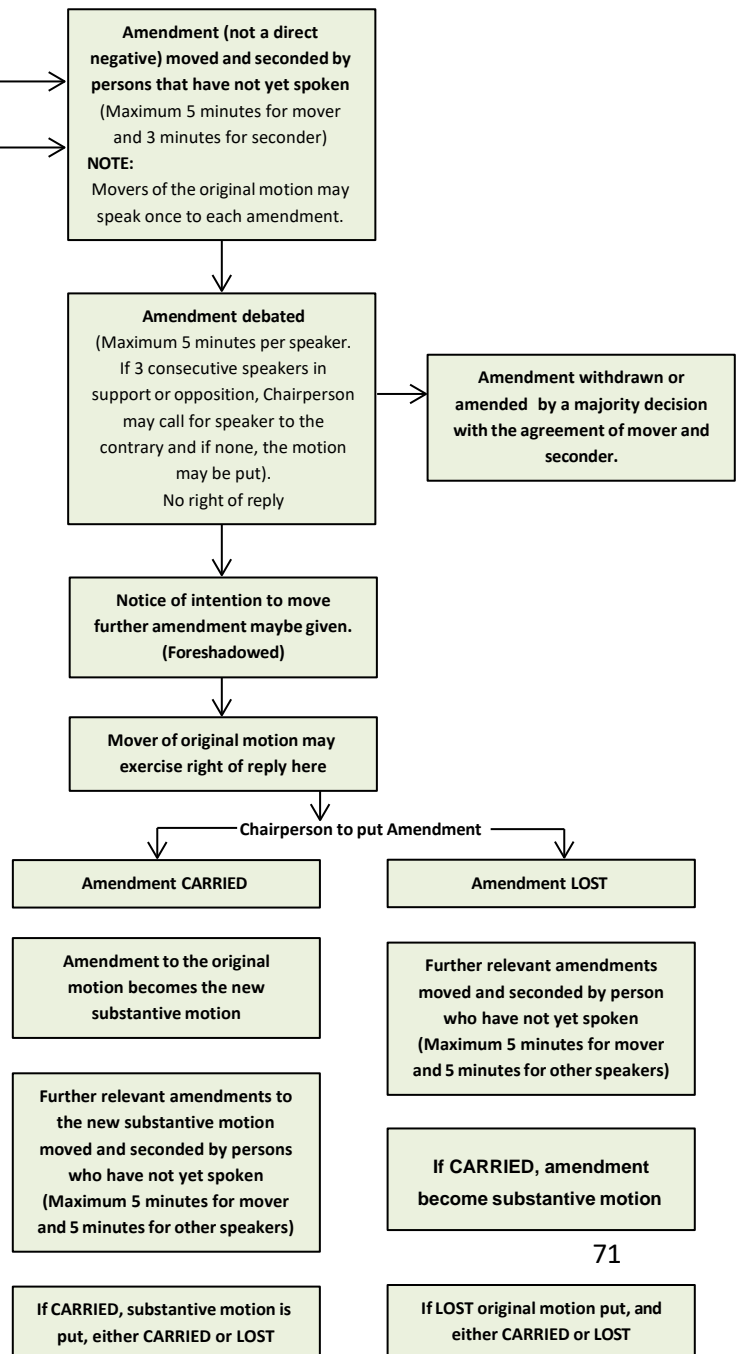 Amendment (not a direct
negative) moved and seconded by
persons that have not yet spoken
(Maximum 5 minutes for mover
and 3 minutes for seconder)
NOTE:
Movers of the original motion may
speak once to each amendment.
Amendment debated
(Maximum 5 minutes per speaker.
If 3 consecutive speakers in
support or opposition, Chairperson
may call for speaker to the
contrary and if none, the motion
may be put).
No right of reply
Amendment withdrawn or
amended by a majority decision
with the agreement of mover and
seconder.
Notice of intention to move
further amendment maybe given.
(Foreshadowed)
Mover of original motion may
exercise right of reply here
Chairperson to put Amendment
Amendment CARRIED
Amendment to the original
motion becomes the new
substantive motion
Further relevant amendments to
the new substantive motion
moved and seconded by persons
who have not yet spoken
(Maximum 5 minutes for mover
and 5 minutes for other speakers)
If CARRIED, substantive motion is
put, either CARRIED or LOST
Amendment LOST
Further relevant amendments
moved and seconded by person
who have not yet spoken
(Maximum 5 minutes for mover
and 5 minutes for other speakers)
If CARRIED, amendment
become substantive motion
71
If LOST original motion put, and
either CARRIED or LOST